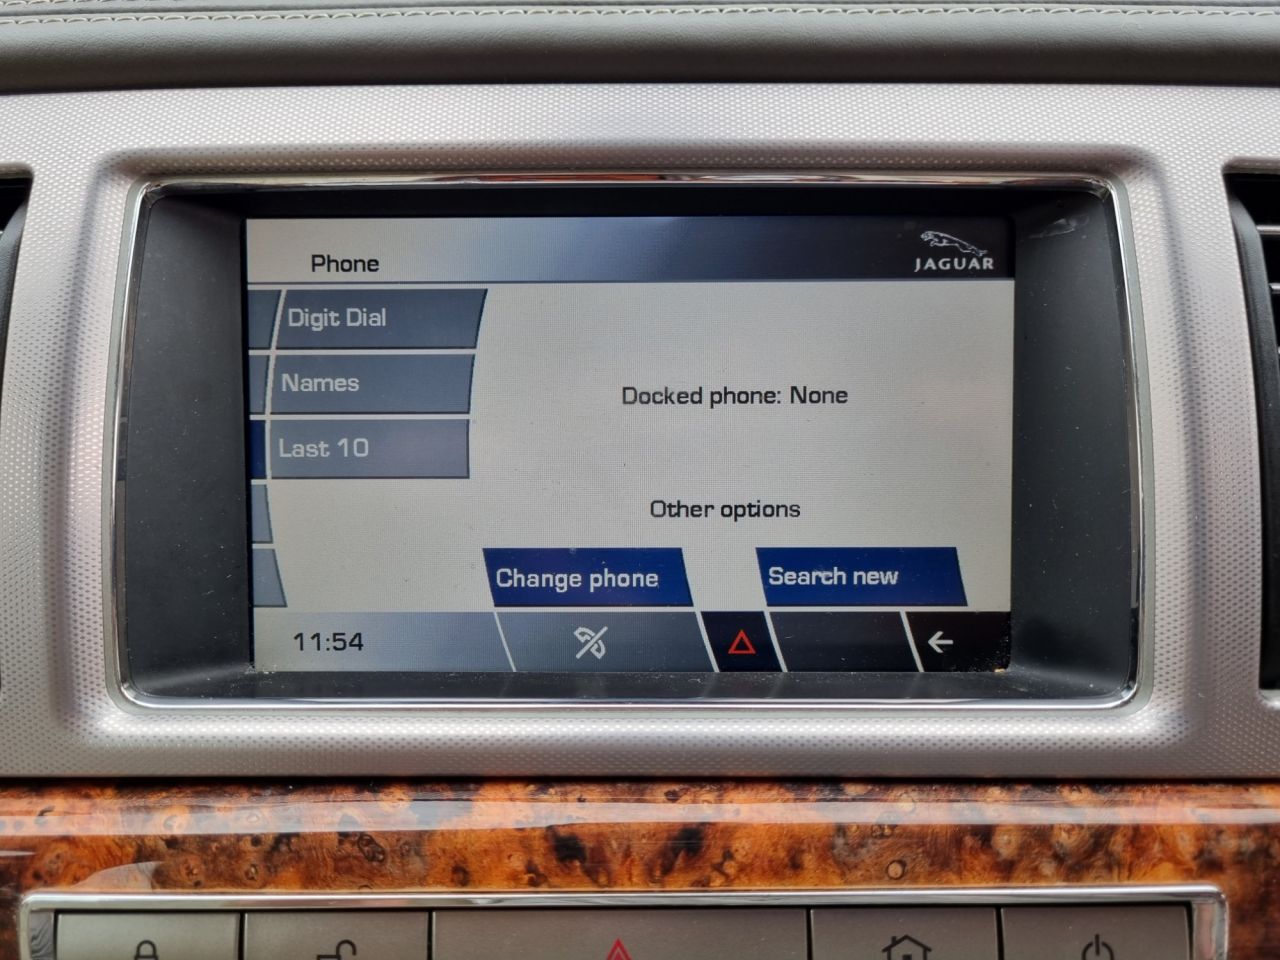 Phone
JAGUAR
Digit Dial
Names
Last 10
Docked phone: None
Other options
Change phone
Search new
11:54